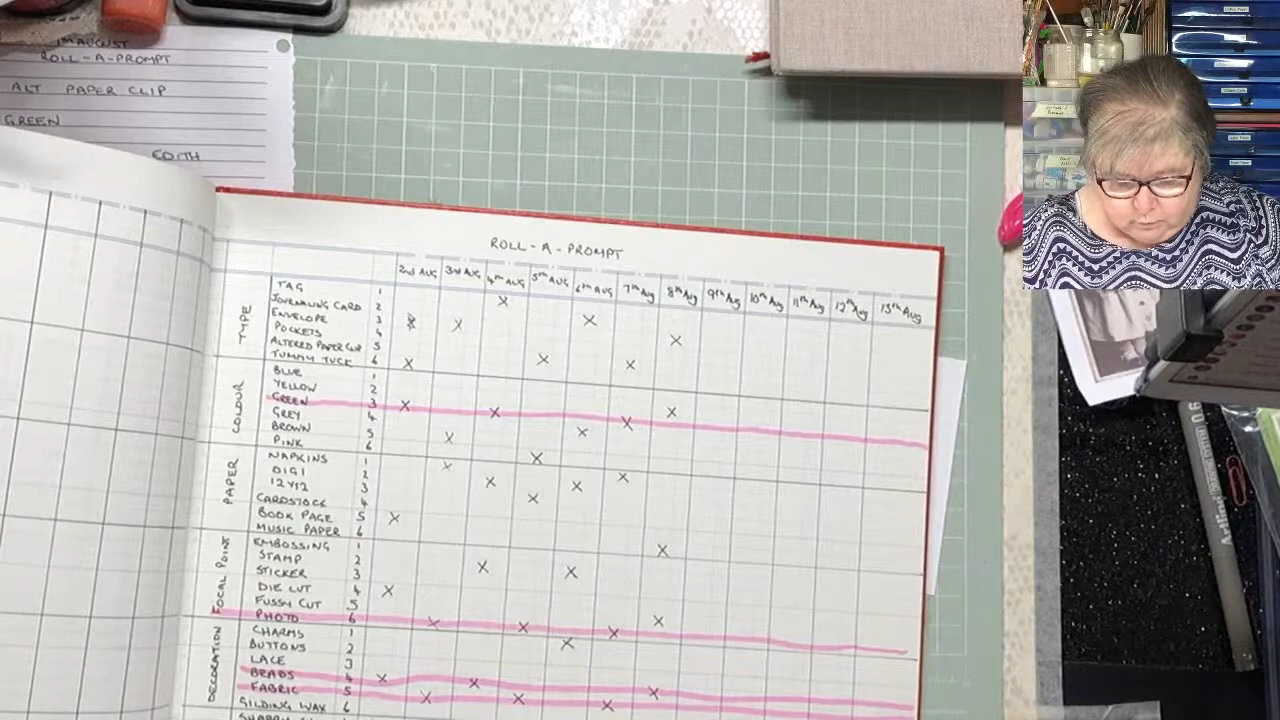 1st AUGUST
ROLL-A-PROMPT
ALT PAPER CLIP
GREEN
EDITH
ROLL-A-PROMPT
2nd AUG 3rd AUG 4th AUG 5th AUG 6th AUG 7th Aug 8th Aug 9th Aug 10th Aug 11th Aug 12th Aug 13th Aug
TYPE
TAG 1
JOURNALING CARD 2
ENVELOPE 3
POCKETS 4
ALTERED PAPER CLIP 5
TUMMY TUCK 6
COLOUR
BLUE 1
YELLOW 2
GREEN 3
GREY 4
BROWN 5
PINK 6
PAPER
NAPKINS 1
DIGI 2
12x12 3
CARDSTOCK 4
BOOK PAGE 5
MUSIC PAPER 6
FOCAL POINT
EMBOSSING 1
STAMP 2
STICKER 3
DIE CUT 4
FUSSY CUT 5
PHOTO 6
DECORATION
CHARMS 1
BUTTONS 2
LACE 3
BRADS 4
FABRIC 5
GILDING WAX 6
Artline
0.6